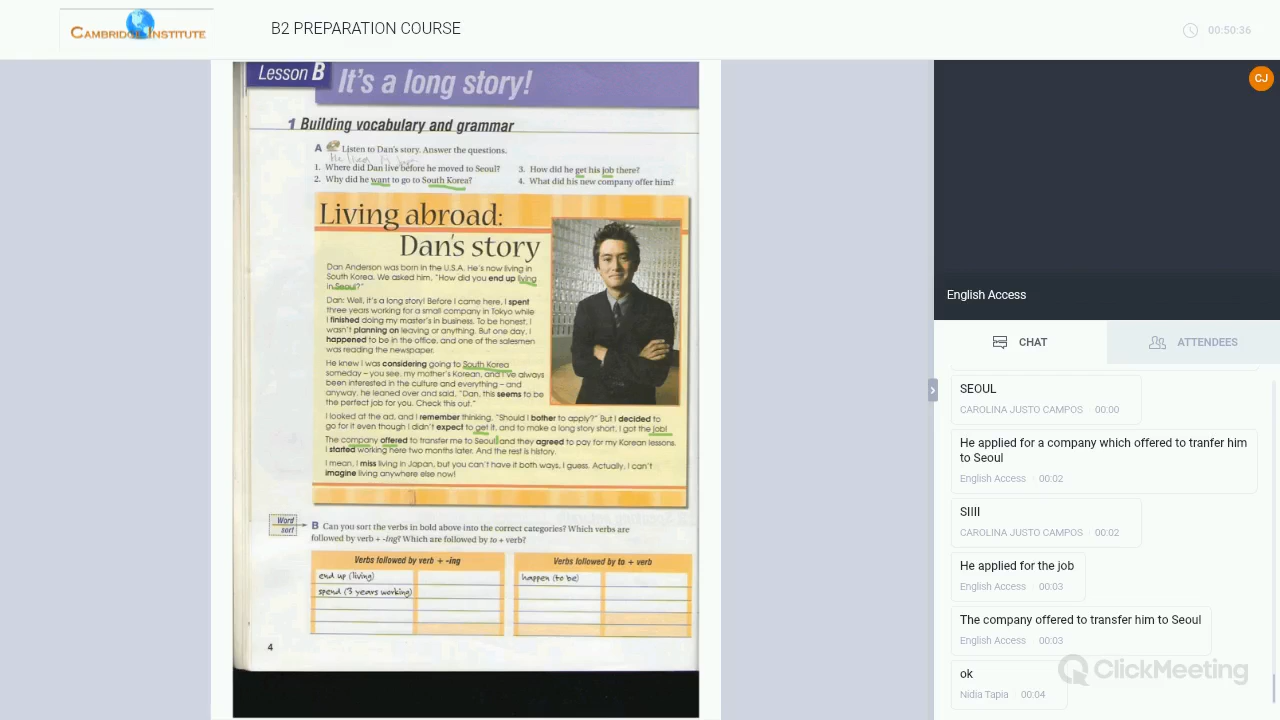 CAMBRIDGE INSTITUTE
B2 PREPARATION COURSE
00:50:36
Lesson B It's a long story!
1 Building vocabulary and grammar
A Listen to Dan's story. Answer the questions.
1. Where did Dan live before he moved to Seoul?
2. Why did he want to go to South Korea?
3. How did he get his job there?
4. What did his new company offer him?
Living abroad:
Dan's story
Dan Anderson was born in the U.S.A. He's now living in
South Korea. We asked him, "How did you end up living
in Seoul?"
Dan: Well, it's a long story! Before I came here, I spent
three years working for a small company in Tokyo while
I finished doing my master's in business. To be honest, I
wasn't planning on leaving or anything. But one day, I
happened to be in the office, and one of the salesmen
was reading the newspaper.
He knew I was considering going to South Korea
someday – you see, my mother's Korean, and I've always
been interested in the culture and everything – and
anyway, he leaned over and said, "Dan, this seems to be
the perfect job for you. Check this out."
I looked at the ad, and I remember thinking, "Should I bother to apply?" But I decided to
go for it even though I didn't expect to get it, and to make a long story short, I got the job!
The company offered to transfer me to Seoul and they agreed to pay for my Korean lessons.
I started working here two months later. And the rest is history.
I mean, I miss living in Japan, but you can't have it both ways, I guess. Actually, I can't
imagine living anywhere else now!
Word
sort
B Can you sort the verbs in bold above into the correct categories? Which verbs are
followed by verb + -ing? Which are followed by to + verb?
Verbs followed by verb + -ing
end up (living)
spend (3 years working)
Verbs followed by to + verb
happen (to be)
4
CJ
English Access
CHAT
ATTENDEES
SEOUL
CAROLINA JUSTO CAMPOS 00:00
He applied for a company which offered to tranfer him
to Seoul
English Access 00:02
SIIII
CAROLINA JUSTO CAMPOS 00:02
He applied for the job
English Access 00:03
The company offered to transfer him to Seoul
English Access 00:03
ok
Nidia Tapia 00:04
ClickMeeting